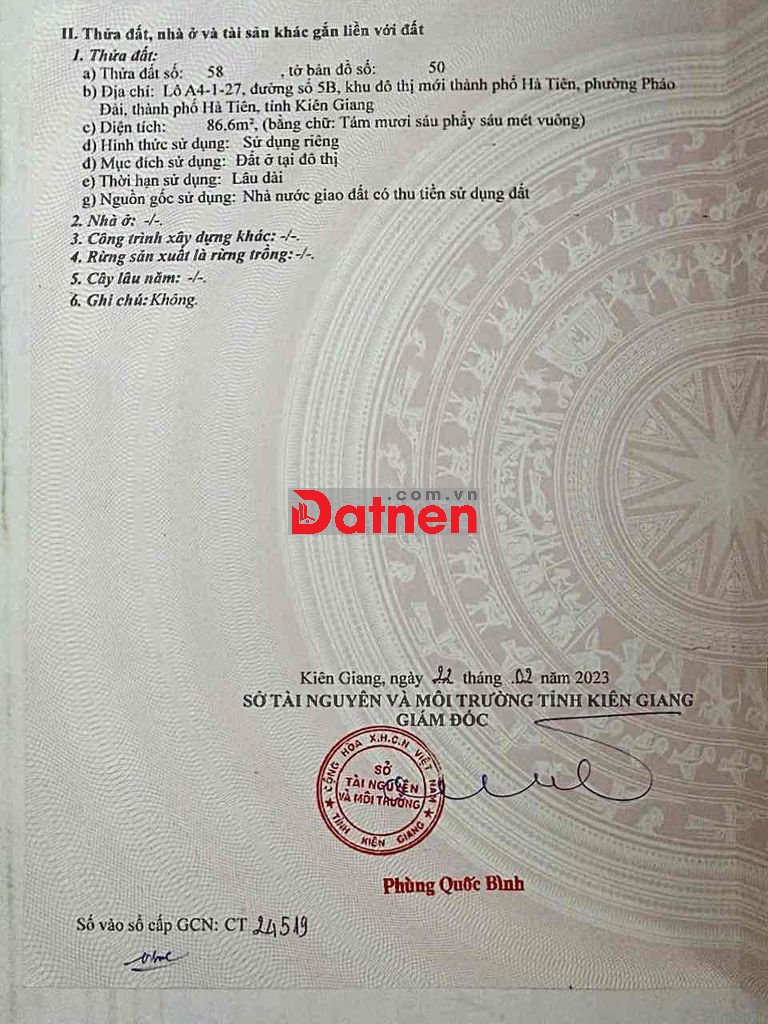 II. Thửa đất, nhà ở và tài sản khác gắn liền với đất
1. Thửa đất:
a) Thửa đất số: 58 , tờ bản đồ số: 50
b) Địa chỉ: Lô A4-1-27, đường số 5B, khu đô thị mới thành phố Hà Tiên, phường Pháo
Đài, thành phố Hà Tiên, tỉnh Kiên Giang
c) Diện tích: 86,6m², (bằng chữ: Tám mươi sáu phẩy sáu mét vuông)
d) Hình thức sử dụng: Sử dụng riêng
đ) Mục đích sử dụng: Đất ở tại đô thị
e) Thời hạn sử dụng: Lâu dài
g) Nguồn gốc sử dụng: Nhà nước giao đất có thu tiền sử dụng đất
2. Nhà ở: -/-.
3. Công trình xây dựng khác: -/-.
4. Rừng sản xuất là rừng trồng: -/-.
5. Cây lâu năm: -/-.
6. Ghi chú: Không.
.com.vn
Datnen
Kiên Giang, ngày 22 tháng .02 năm 2023
SỞ TÀI NGUYÊN VÀ MÔI TRƯỜNG TỈNH KIÊN GIANG
GIÁM ĐỐC
CỘNG HÒA X.H.C.N VIỆT NAM
SỞ
TÀI NGUYÊN
VÀ MÔI TRƯỜNG
TỈNH KIÊN GIANG
Phùng Quốc Bình
Số vào sổ cấp GCN: CT 24519